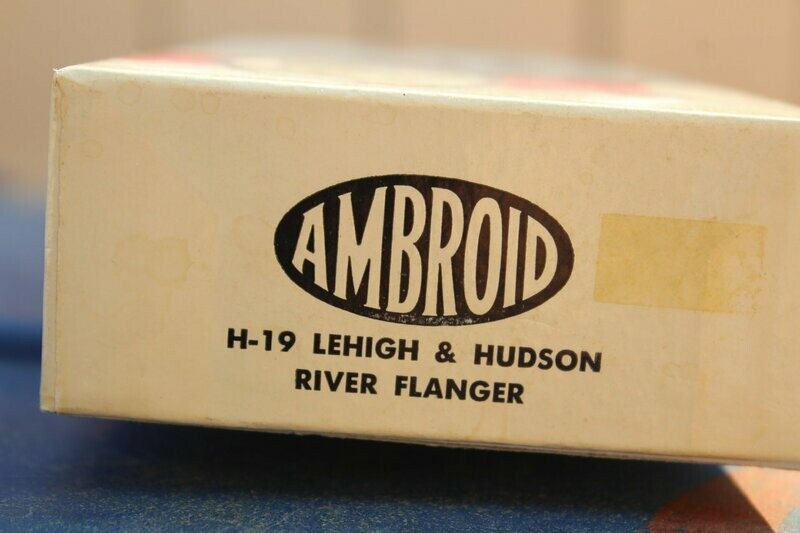 AMBROID
H-19 LEHIGH & HUDSON
RIVER FLANGER